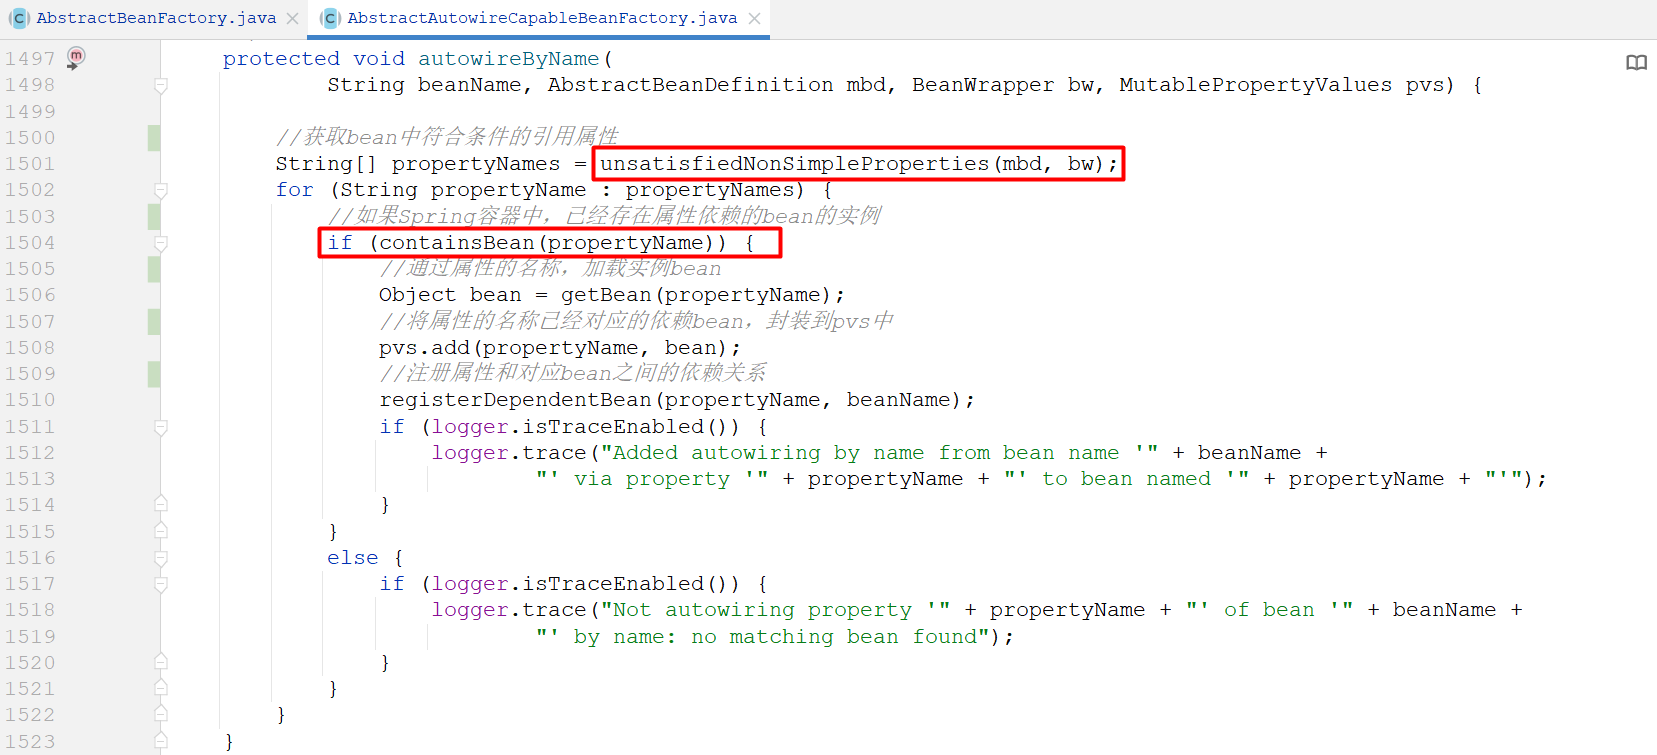 AbstractBeanFactory.java AbstractAutowireCapableBeanFactory.java
1497 protected void autowireByName(
1498 String beanName, AbstractBeanDefinition mbd, BeanWrapper bw, MutablePropertyValues pvs) {
1499
1500 //获取bean中符合条件的引用属性
1501 String[] propertyNames = unsatisfiedNonSimpleProperties(mbd, bw);
1502 for (String propertyName : propertyNames) {
1503 //如果Spring容器中，已经存在属性依赖的bean的实例
1504 if (containsBean(propertyName)) {
1505 //通过属性的名称，加载实例bean
1506 Object bean = getBean(propertyName);
1507 //将属性的名称已经对应的依赖bean，封装到pvs中
1508 pvs.add(propertyName, bean);
1509 //注册属性和对应bean之间的依赖关系
1510 registerDependentBean(propertyName, beanName);
1511 if (logger.isTraceEnabled()) {
1512 logger.trace("Added autowiring by name from bean name '" + beanName +
1513 "' via property '" + propertyName + "' to bean named '" + propertyName + "'");
1514 }
1515 }
1516 else {
1517 if (logger.isTraceEnabled()) {
1518 logger.trace("Not autowiring property '" + propertyName + "' of bean '" + beanName +
1519 "' by name: no matching bean found");
1520 }
1521 }
1522 }
1523 }